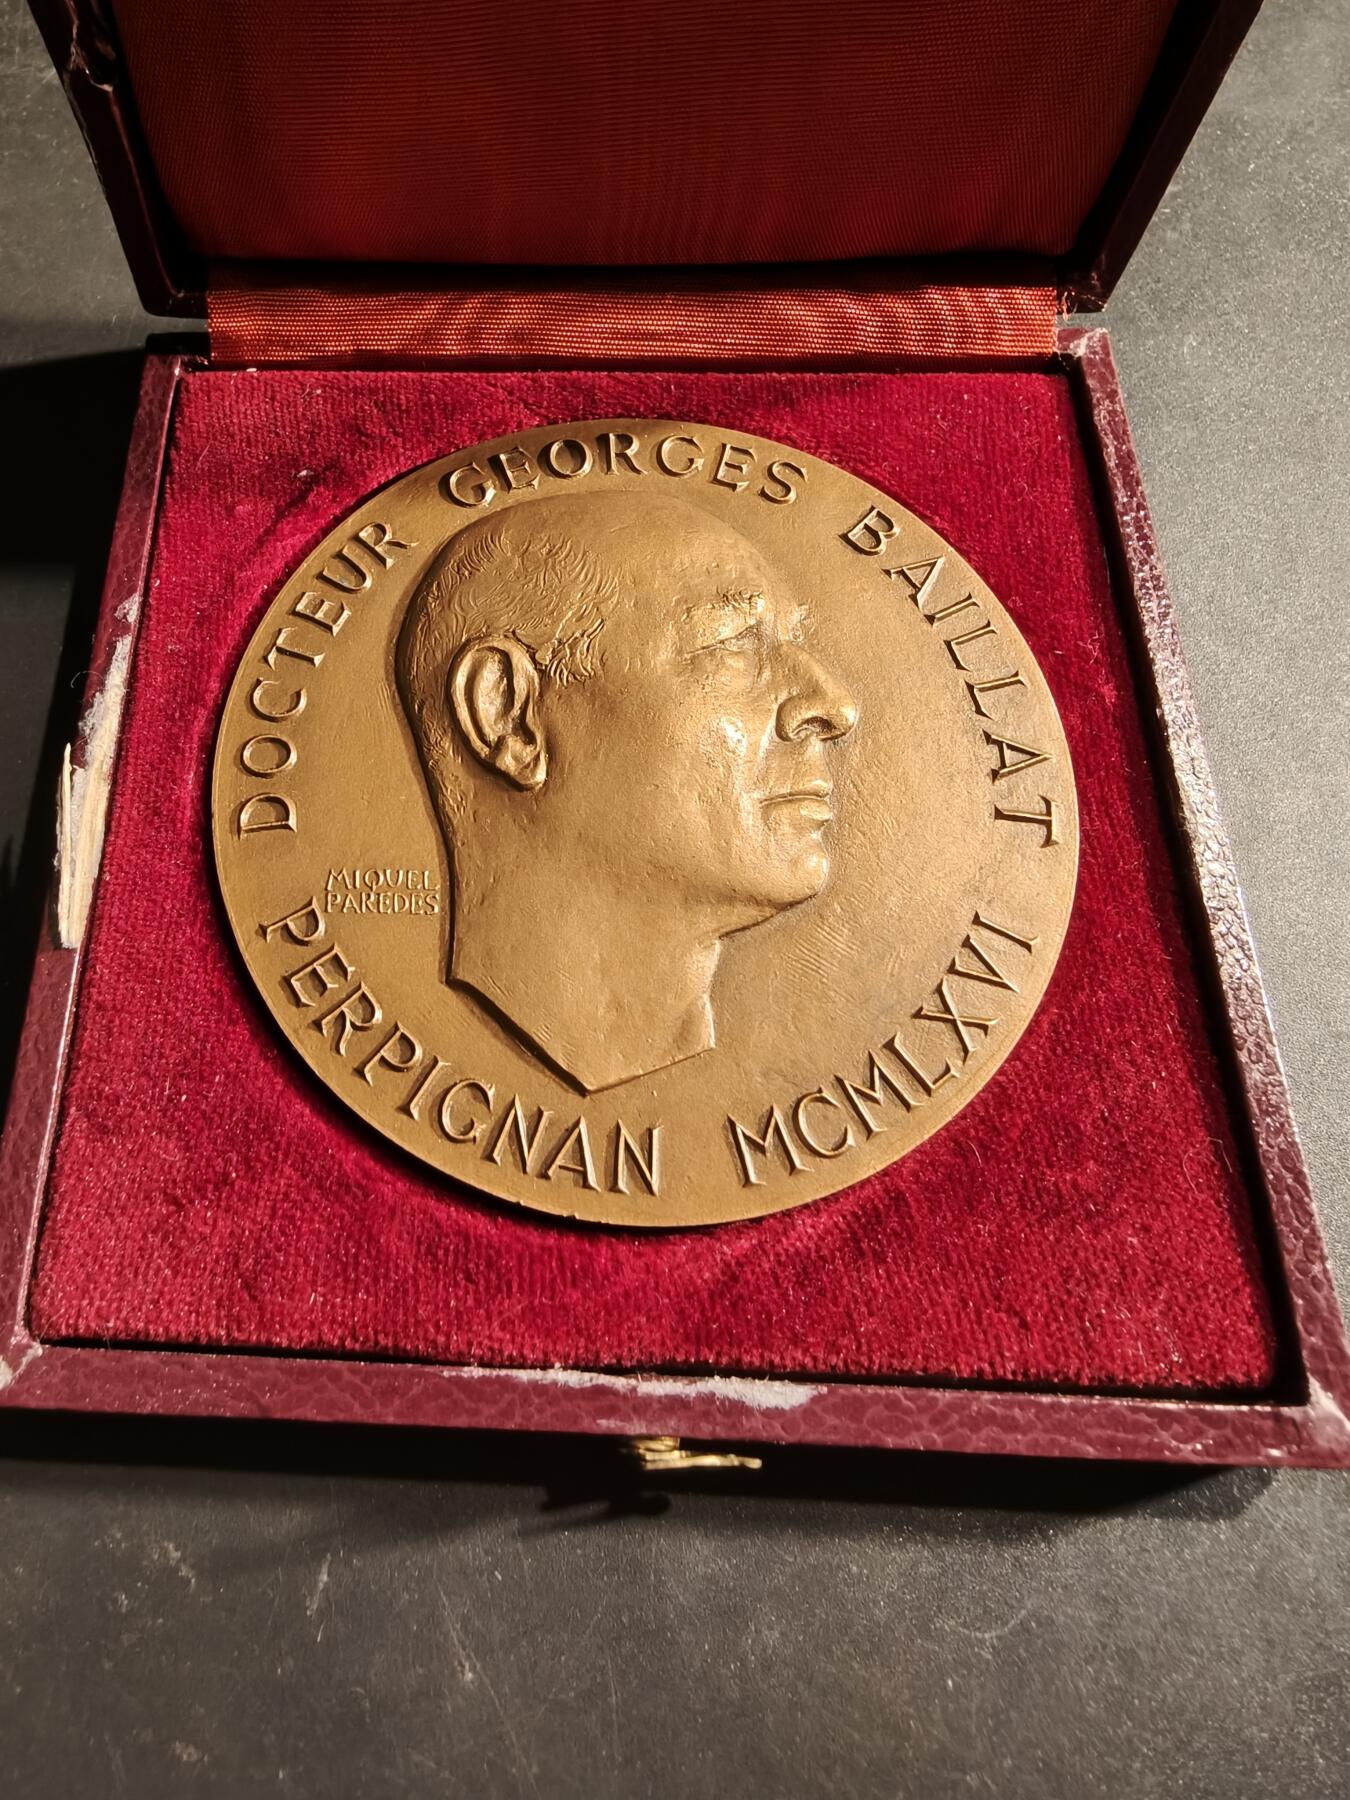 DOCTEUR GEORGES BAILLAT
MIQUEL
PAREDES
PERPIGNAN MCMLXVI